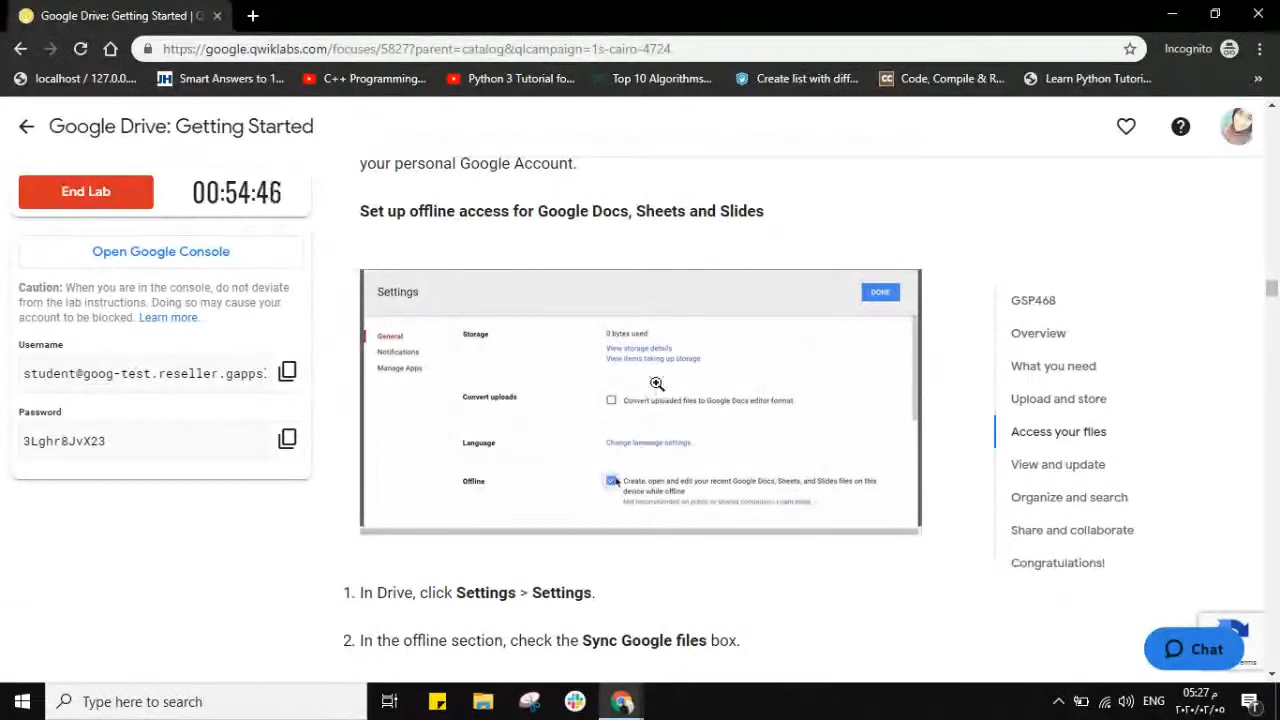 Google Drive: Getting Started |
https://google.qwiklabs.com/focuses/5827?parent=catalog&qlcampaign=1s-cairo-4724
Incognito
localhost / 127.0.0....
Smart Answers to 1...
C++ Programming...
Python 3 Tutorial fo...
Top 10 Algorithms...
Create list with diff...
Code, Compile & R...
Learn Python Tutori...
Google Drive: Getting Started
End Lab
00:54:46
Open Google Console
Caution: When you are in the console, do not deviate
from the lab instructions. Doing so may cause your
account to be blocked. Learn more.
Username
student@goog-test.reseller.gapps.
Password
3Lghr8JvX23
your personal Google Account.
Set up offline access for Google Docs, Sheets and Slides
Settings
DONE
General
Notifications
Manage Apps
Storage
0 bytes used
View storage details
View items taking up storage
Convert uploads
Convert uploaded files to Google Docs editor format
Language
Change language settings.
Offline
Create, open and edit your recent Google Docs, Sheets, and Slides files on this
device while offline
Not recommended on public or shared computers. Learn more
1. In Drive, click Settings > Settings.
2. In the offline section, check the Sync Google files box.
GSP468
Overview
What you need
Upload and store
Access your files
View and update
Organize and search
Share and collaborate
Congratulations!
Chat
Type here to search
ENG
05:27 م